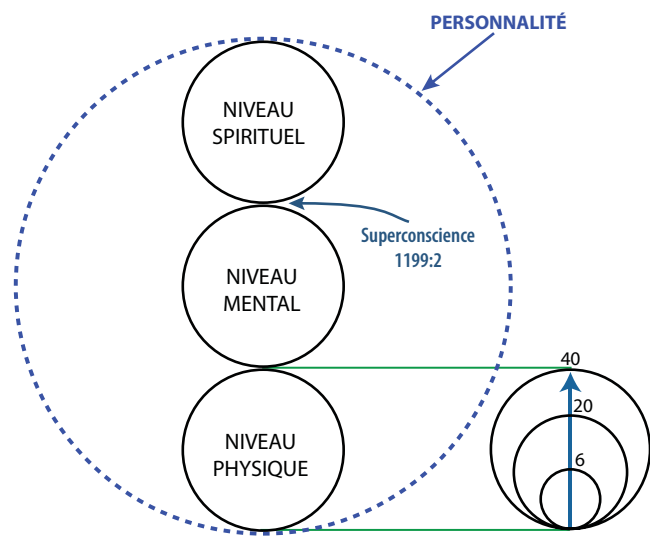 PERSONNALITÉ
NIVEAU
SPIRITUEL
Superconscience
1199:2
NIVEAU
MENTAL
40
20
6
NIVEAU
PHYSIQUE